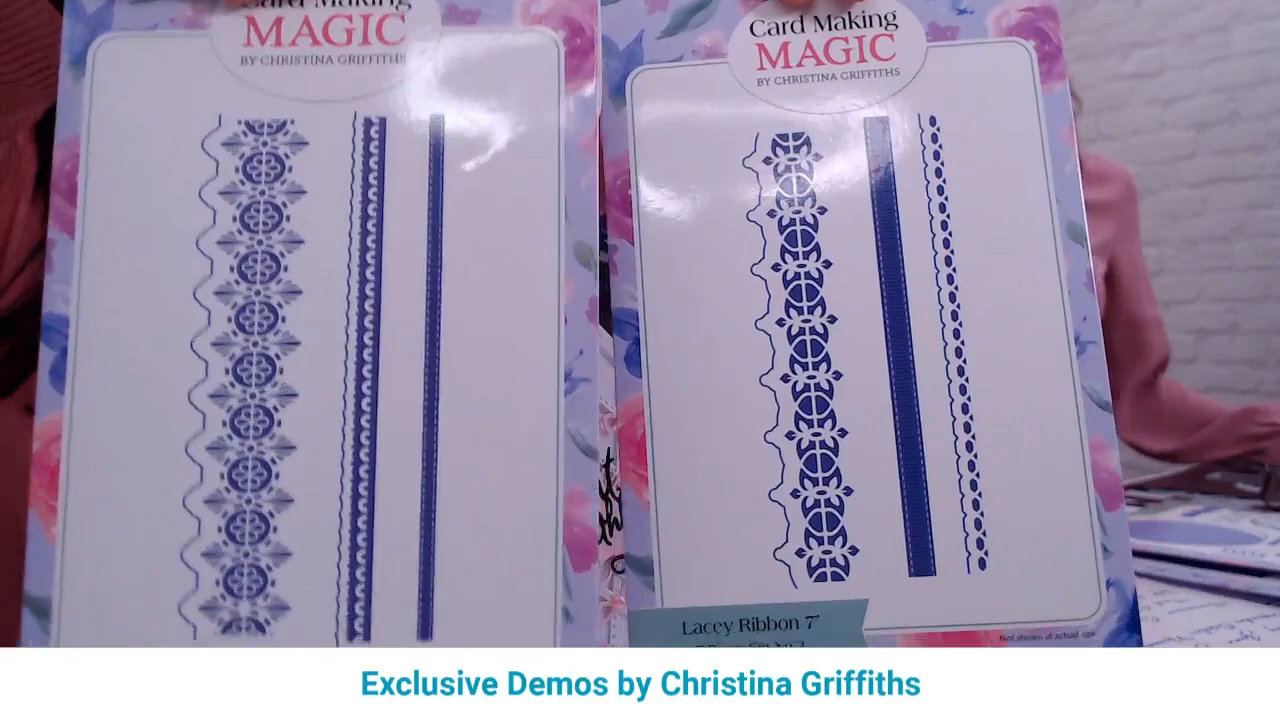 Card Making
MAGIC
BY CHRISTINA GRIFFITHS
Card Making
MAGIC
BY CHRISTINA GRIFFITHS
Lacey Ribbon 7"
Not shown at actual size
Exclusive Demos by Christina Griffiths